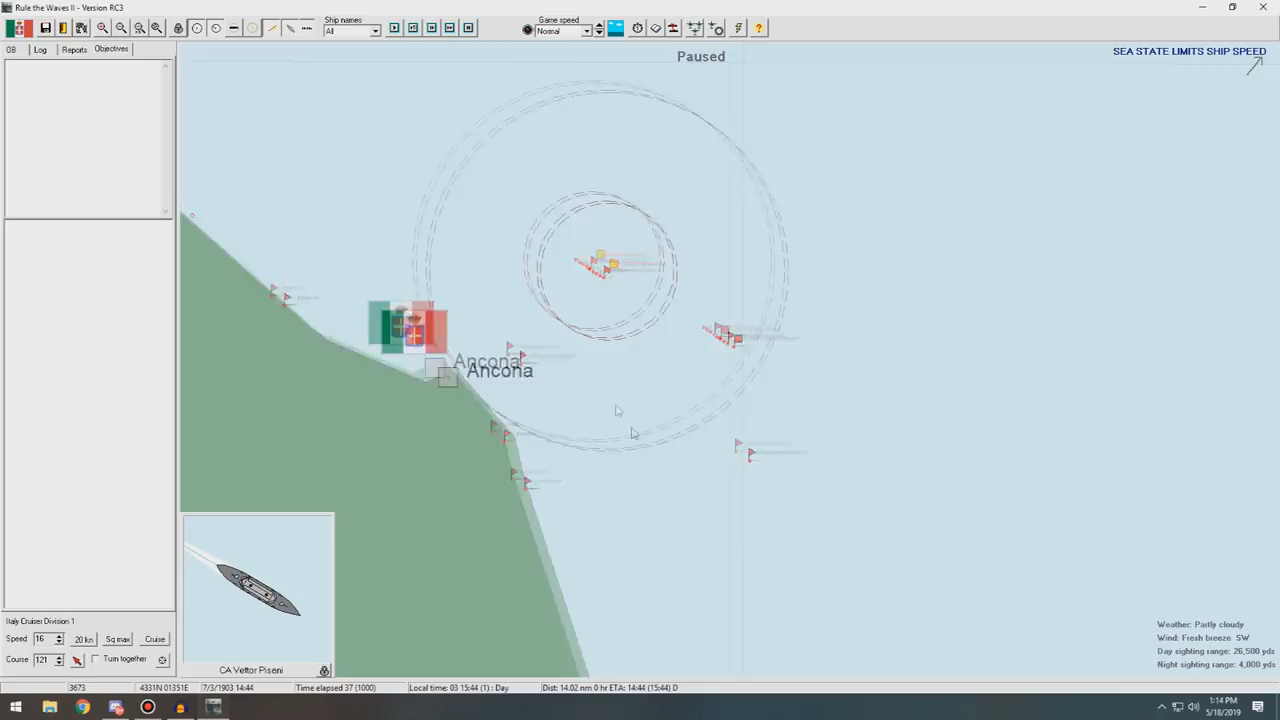 Rule the Waves II - Version RC3
Ship names
All
Game speed
Normal
OB Log Reports Objectives
Paused
SEA STATE LIMITS SHIP SPEED
Ancona
Ancona
Italy Cruiser Division 1
Speed 16 20 kn Sq max Cruise
Course 121 Turn together
CA Vettor Pisani
Weather: Partly cloudy
Wind: Fresh breeze SW
Day sighting range: 26,500 yds
Night sighting range: 4,000 yds
3673 4331N 01351E 7/3/1903 14:44 Time elapsed 37 (1000) Local time: 03 15:44 (1) : Day Dist: 14.02 nm 0 hr ETA: 14:44 (15:44) D
1:14 PM
5/18/2019